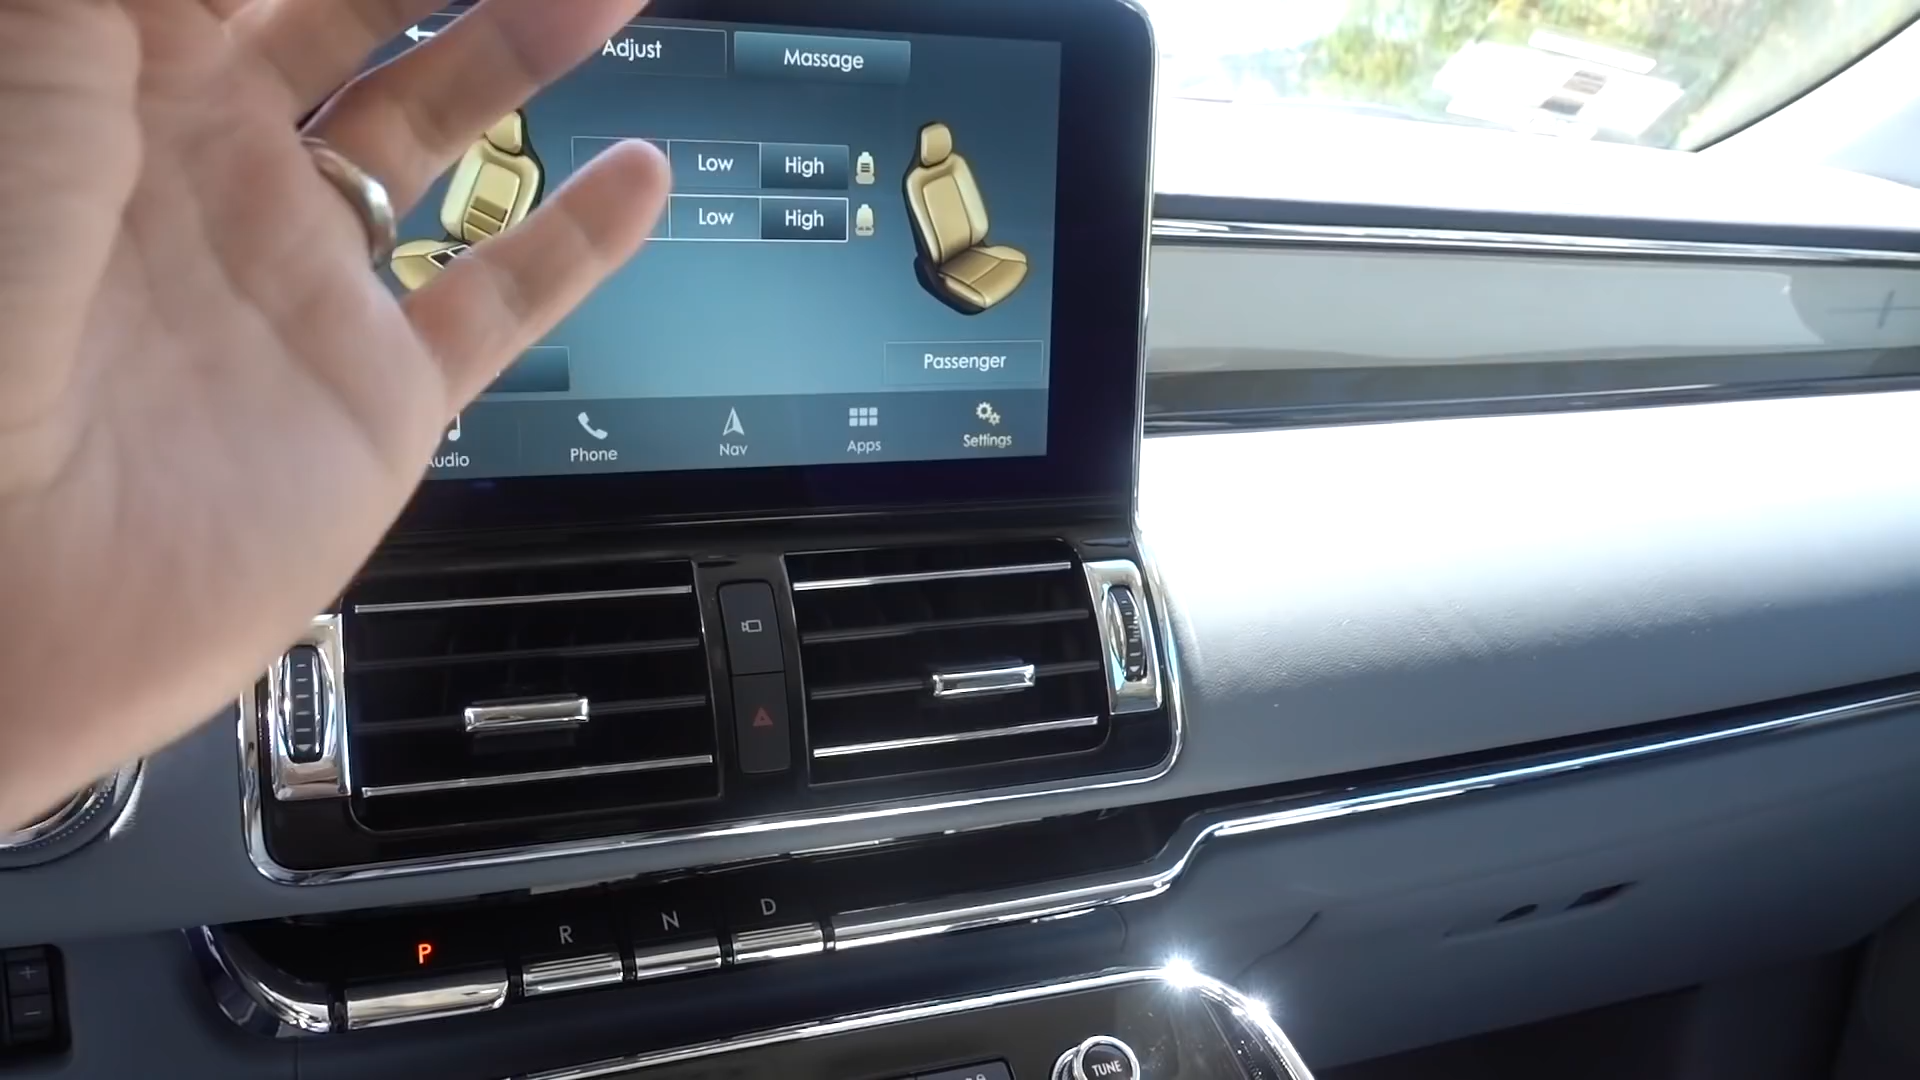 Adjust
Massage
Low
High
Low
High
Passenger
Audio
Phone
Nav
Apps
Settings
P
R
N
D
+
-
TUNE